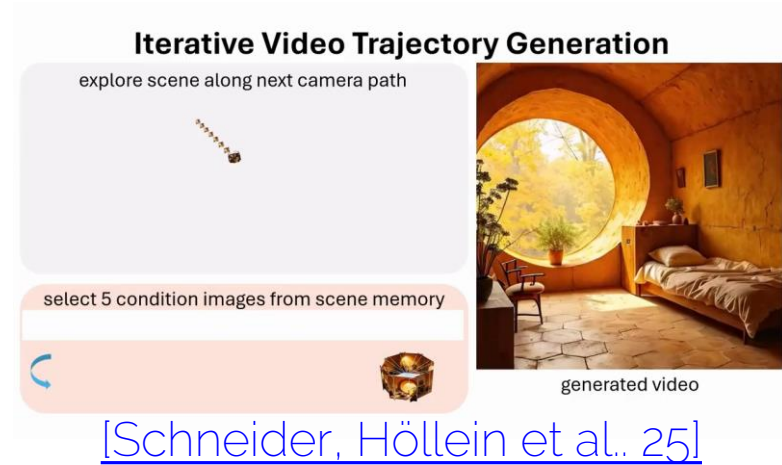 Iterative Video Trajectory Generation
explore scene along next camera path
select 5 condition images from scene memory
generated video
[Schneider, Höllein et al.. 25]